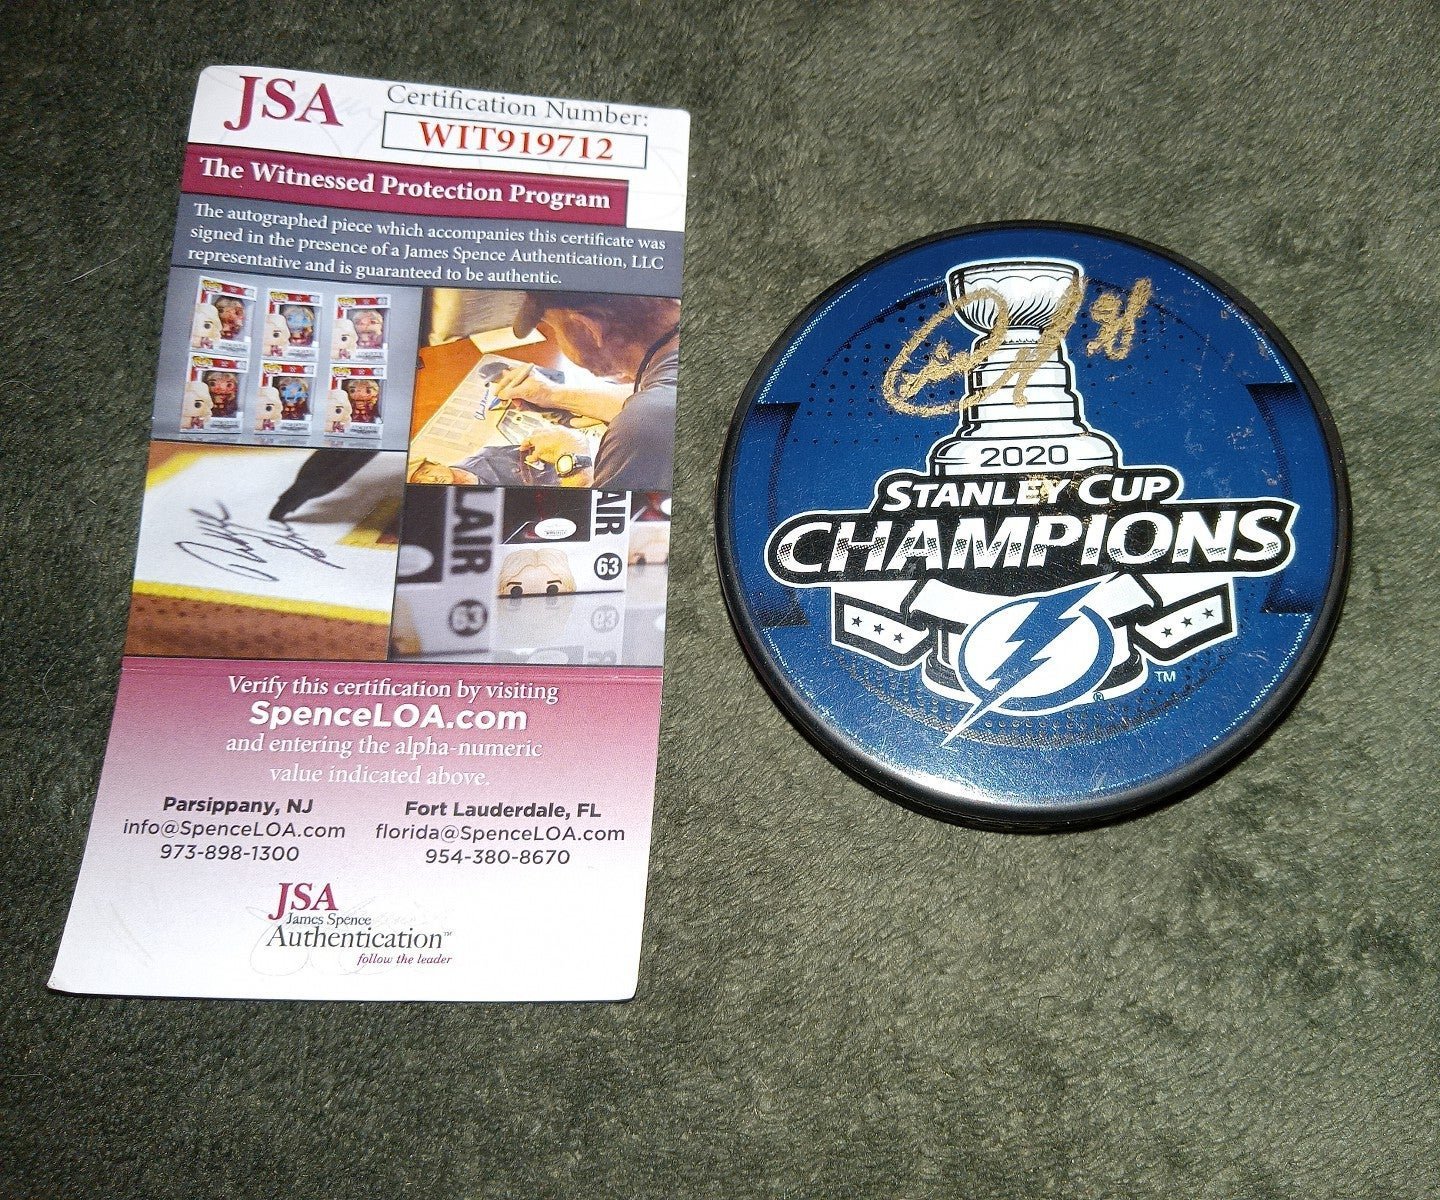 JSA
Certification Number:
WIT919712
The Witnessed Protection Program
The autographed piece which accompanies this certificate was
signed in the presence of a James Spence Authentication, LLC
representative and is guaranteed to be authentic.
LAIR
63
AIR
63
Verify this certification by visiting
SpenceLOA.com
and entering the alpha-numeric
value indicated above.
Parsippany, NJ
info@SpenceLOA.com
973-898-1300
Fort Lauderdale, FL
florida@SpenceLOA.com
954-380-8670
JSA
James Spence
Authentication™
follow the leader
2020
STANLEY CUP
CHAMPIONS
TM
®